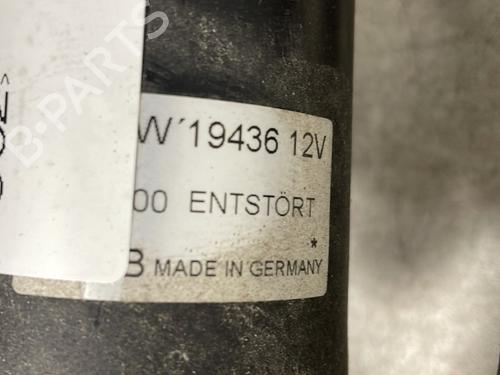 B-PARTS
W´19436 12V
00 ENTSTÖRT
*
B MADE IN GERMANY